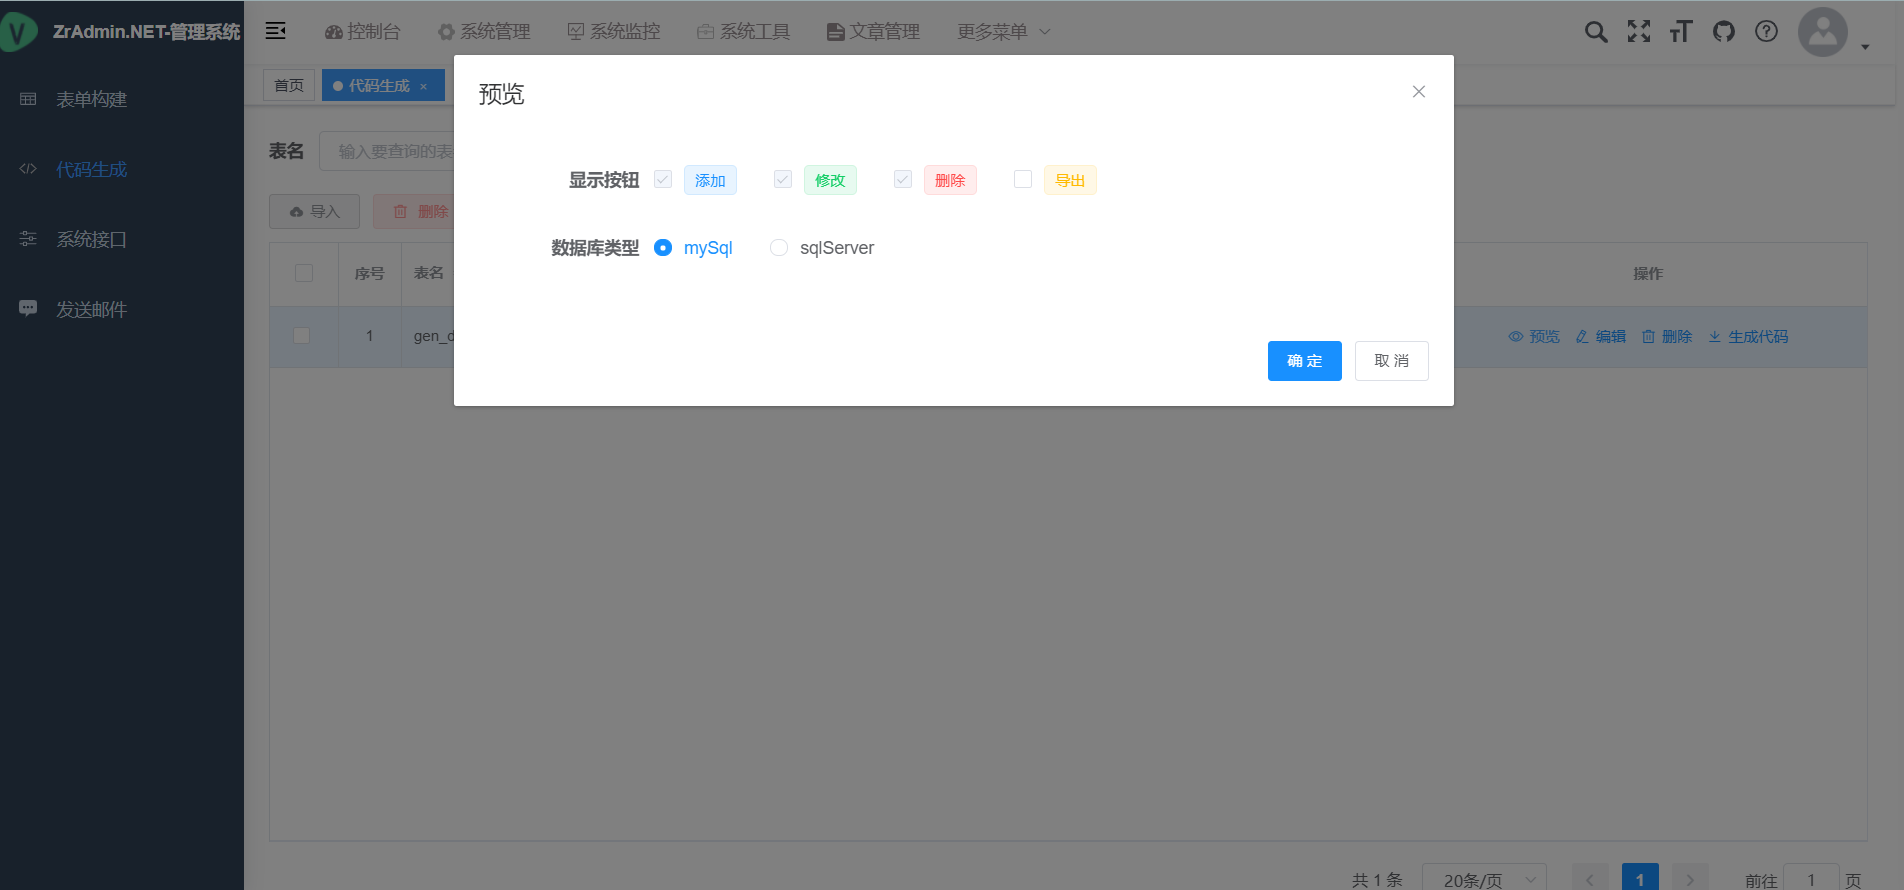 ZrAdmin.NET-管理系统
控制台 系统管理 系统监控 系统工具 文章管理 更多菜单
表单构建
代码生成
系统接口
发送邮件
首页 代码生成
表名 输入要查询的表
导入 删除
序号 表名 操作
1 gen_d 预览 编辑 删除 生成代码
预览
显示按钮 添加 修改 删除 导出
数据库类型 mySql sqlServer
确 定 取 消
共 1 条 20条/页 1 前往 1 页